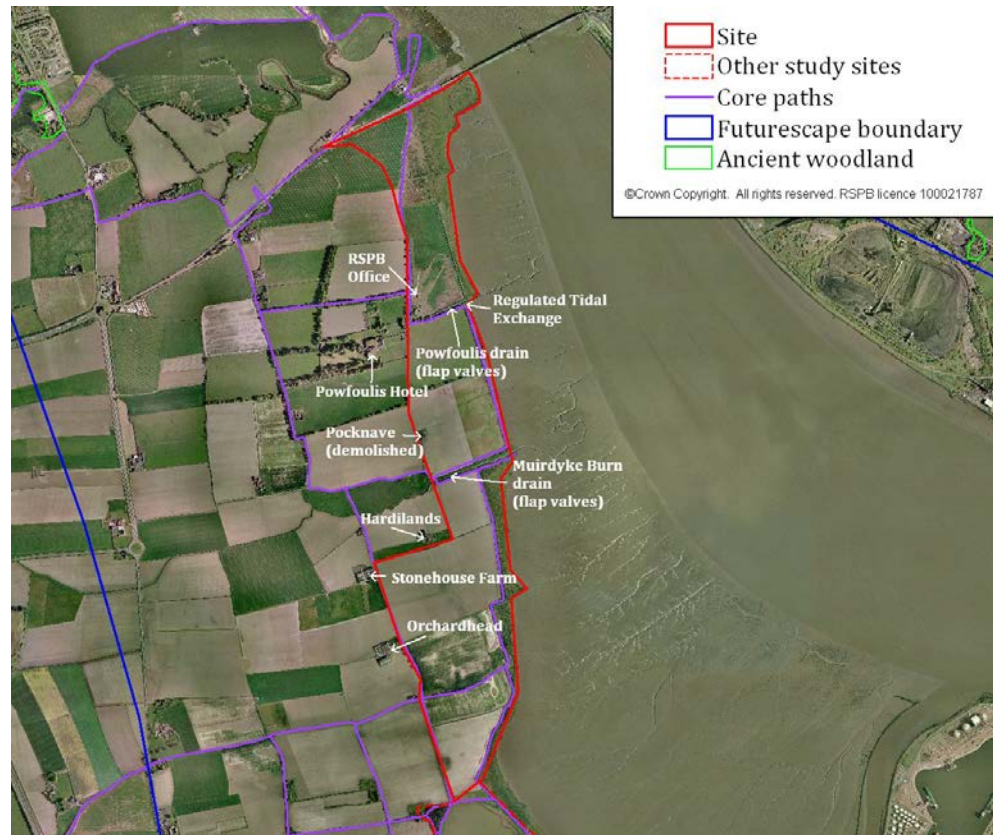 Site
Other study sites
Core paths
Futurescape boundary
Ancient woodland
©Crown Copyright. All rights reserved. RSPB licence 100021787
RSPB
Office
Regulated Tidal
Exchange
Powfoulis drain
(flap valves)
Powfoulis Hotel
Pocknave
(demolished)
Muirdyke Burn
drain
(flap valves)
Hardilands
Stonehouse Farm
Orchardhead